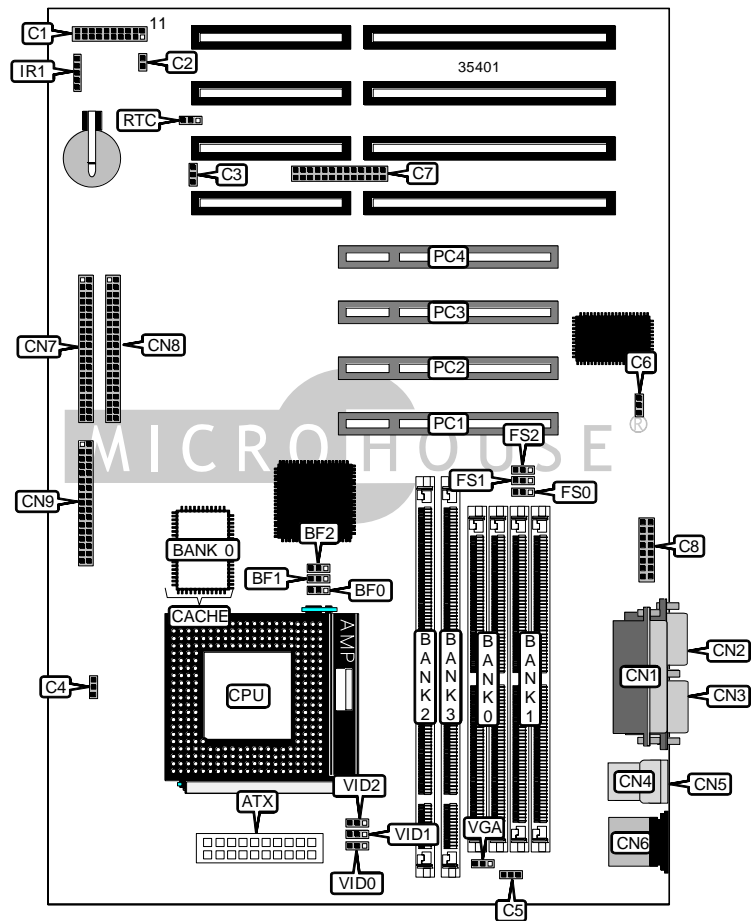 C1
11
IR1
C2
35401
RTC
C3
C7
PC4
PC3
CN7
CN8
C6
PC2
PC1
MICRO HOUSE ®
FS2
FS1
FS0
CN9
BF2
BANK 0
BF1
BF0
C8
CACHE
AMP
BANK2
BANK3
BANK0
BANK1
CN2
CN1
CN3
C4
CPU
CN4
CN5
ATX
VID2
VID1
VGA
CN6
VID0
C5